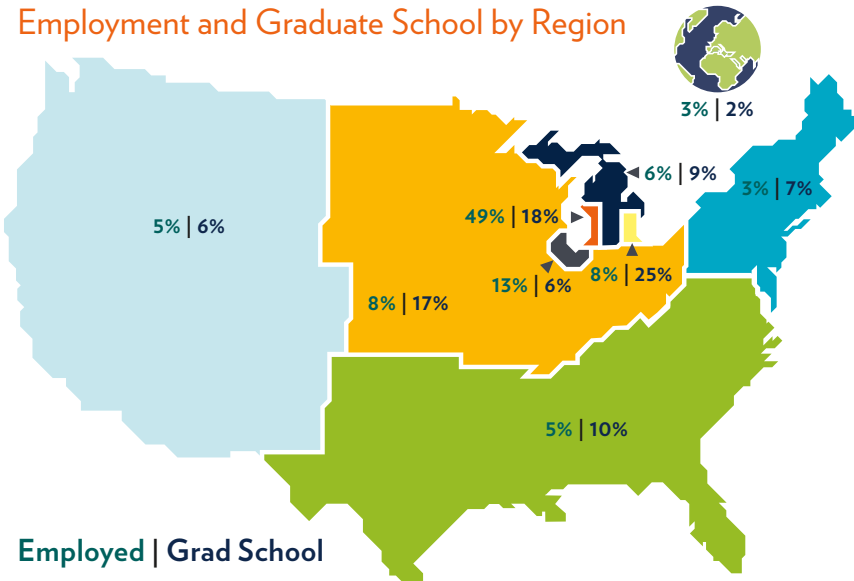 Employment and Graduate School by Region
3% | 2%
6% | 9%
3% | 7%
49% | 18%
5% | 6%
13% | 6%
8% | 25%
8% | 17%
5% | 10%
Employed | Grad School